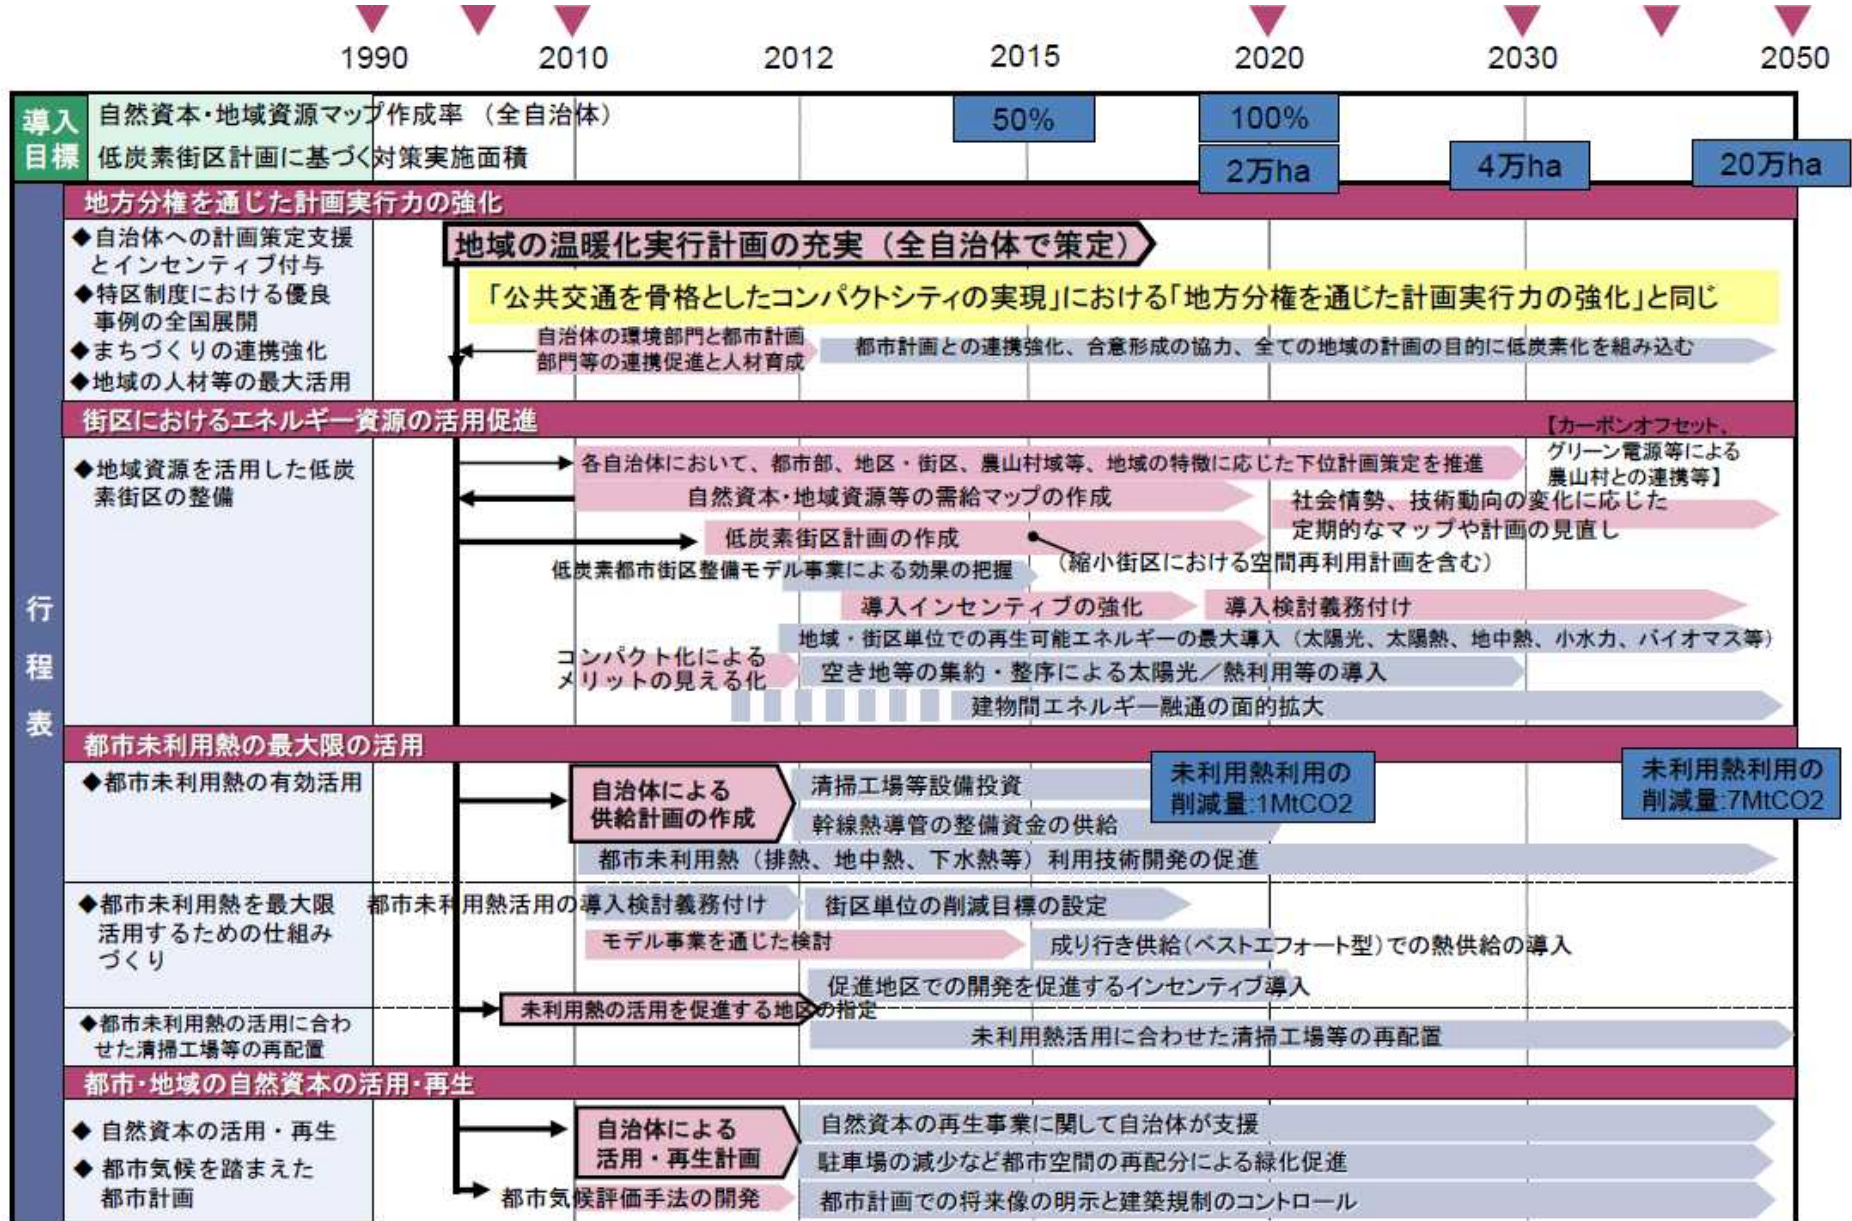 1990 2010 2012 2015 2020 2030 2050
導入
目標
自然資本・地域資源マップ作成率 （全自治体）
50%
100%
低炭素街区計画に基づく対策実施面積
2万ha
4万ha
20万ha
行
程
表
地方分権を通じた計画実行力の強化
◆自治体への計画策定支援
とインセンティブ付与
◆特区制度における優良
事例の全国展開
◆まちづくりの連携強化
◆地域の人材等の最大活用
地域の温暖化実行計画の充実（全自治体で策定）
「公共交通を骨格としたコンパクトシティの実現」における「地方分権を通じた計画実行力の強化」と同じ
自治体の環境部門と都市計画
部門等の連携促進と人材育成
都市計画との連携強化、合意形成の協力、全ての地域の計画の目的に低炭素化を組み込む
街区におけるエネルギー資源の活用促進
◆地域資源を活用した低炭
素街区の整備
【カーボンオフセット、
グリーン電源等による
農山村との連携等】
各自治体において、都市部、地区・街区、農山村域等、地域の特徴に応じた下位計画策定を推進
自然資本・地域資源等の需給マップの作成
社会情勢、技術動向の変化に応じた
定期的なマップや計画の見直し
低炭素街区計画の作成
（縮小街区における空間再利用計画を含む）
低炭素都市街区整備モデル事業による効果の把握
導入インセンティブの強化
導入検討義務付け
地域・街区単位での再生可能エネルギーの最大導入（太陽光、太陽熱、地中熱、小水力、バイオマス等）
コンパクト化による
メリットの見える化
空き地等の集約・整序による太陽光／熱利用等の導入
建物間エネルギー融通の面的拡大
都市未利用熱の最大限の活用
◆都市未利用熱の有効活用
自治体による
供給計画の作成
清掃工場等設備投資
未利用熱利用の
削減量:1MtCO2
未利用熱利用の
削減量:7MtCO2
幹線熱導管の整備資金の供給
都市未利用熱（排熱、地中熱、下水熱等）利用技術開発の促進
◆都市未利用熱を最大限
活用するための仕組み
づくり
都市未利用熱活用の導入検討義務付け
街区単位の削減目標の設定
モデル事業を通じた検討
成り行き供給（ベストエフォート型）での熱供給の導入
促進地区での開発を促進するインセンティブ導入
未利用熱の活用を促進する地区の指定
◆都市未利用熱の活用に合わ
せた清掃工場等の再配置
未利用熱活用に合わせた清掃工場等の再配置
都市・地域の自然資本の活用・再生
◆ 自然資本の活用・再生
◆ 都市気候を踏まえた
都市計画
自治体による
活用・再生計画
自然資本の再生事業に関して自治体が支援
駐車場の減少など都市空間の再配分による緑化促進
都市気候評価手法の開発
都市計画での将来像の明示と建築規制のコントロール